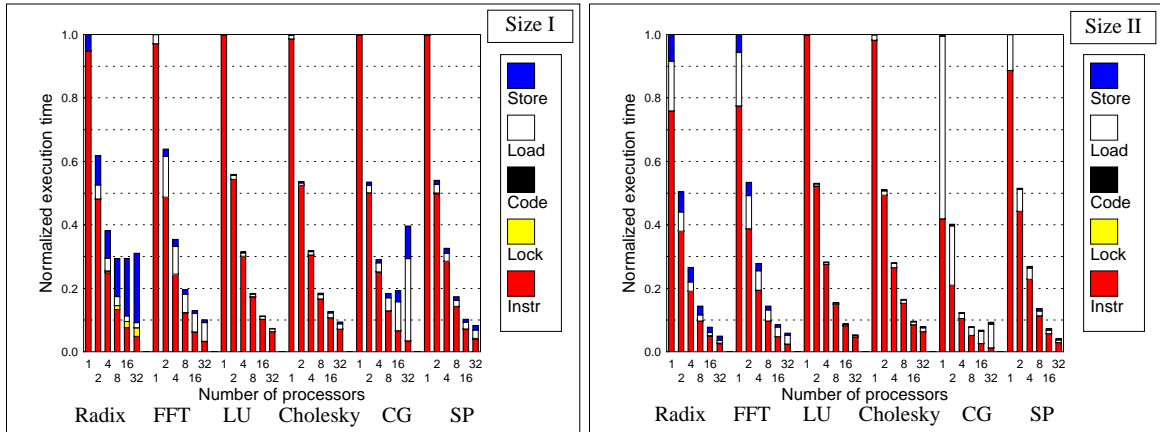 Size I
Normalized execution time
1.0
0.8
0.6
0.4
0.2
0.0
Store
Load
Code
Lock
Instr
1 4 16 1 4 16 1 4 16 1 4 16 1 4 16 1 4 16
2 8 32 2 8 32 2 8 32 2 8 32 2 8 32 2 8 32
Number of processors
Radix FFT LU Cholesky CG SP
Size II
Normalized execution time
1.0
0.8
0.6
0.4
0.2
0.0
Store
Load
Code
Lock
Instr
1 4 16 1 4 16 1 4 16 1 4 16 1 4 16 1 4 16
2 8 32 2 8 32 2 8 32 2 8 32 2 8 32 2 8 32
Number of processors
Radix FFT LU Cholesky CG SP